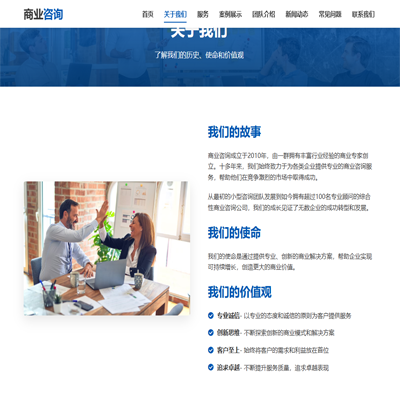 商业咨询
首页 关于我们 服务 案例展示 团队介绍 新闻动态 常见问题 联系我们
关于我们
了解我们的历史、使命和价值观
我们的故事
商业咨询成立于2010年，由一群拥有丰富行业经验的商业专家创
立。十多年来，我们始终致力于为各类企业提供专业的商业咨询服
务，帮助他们在竞争激烈的市场中取得成功。
从最初的小型咨询团队发展到如今拥有超过100名专业顾问的综合
性商业咨询公司，我们的成长见证了无数企业的成功转型和发展。
我们的使命
我们的使命是通过提供专业、创新的商业解决方案，帮助企业实现
可持续增长，创造更大的商业价值。
我们的价值观
专业诚信 - 以专业的态度和诚信的原则为客户提供服务
创新思维 - 不断探索创新的商业模式和解决方案
客户至上 - 始终将客户的需求和利益放在首位
追求卓越 - 不断提升服务质量，追求卓越表现